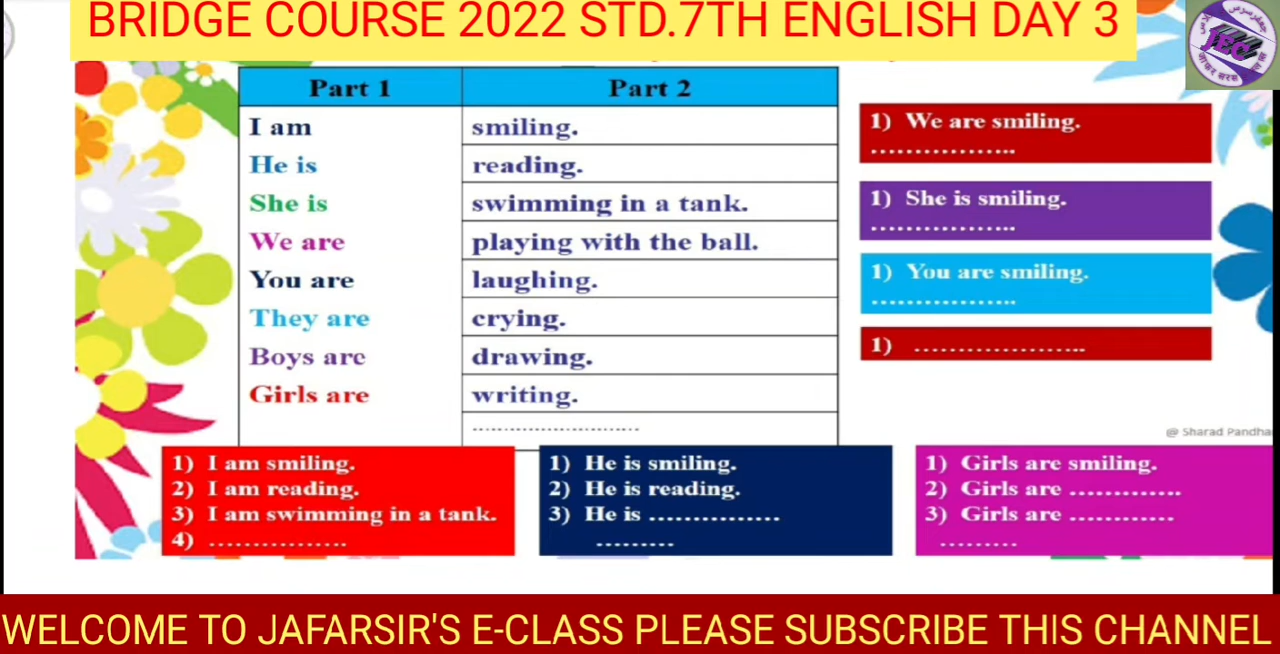 BRIDGE COURSE 2022 STD.7TH ENGLISH DAY 3
JEC
Part 1 Part 2
I am smiling.
He is reading.
She is swimming in a tank.
We are playing with the ball.
You are laughing.
They are crying.
Boys are drawing.
Girls are writing.
..............................
1) We are smiling.
..................
1) She is smiling.
..................
1) You are smiling.
..................
1) .....................
@ Sharad Pandha
1) I am smiling.
2) I am reading.
3) I am swimming in a tank.
4) .................
1) He is smiling.
2) He is reading.
3) He is ................
.........
1) Girls are smiling.
2) Girls are ..............
3) Girls are .............
.........
WELCOME TO JAFARSIR'S E-CLASS PLEASE SUBSCRIBE THIS CHANNEL